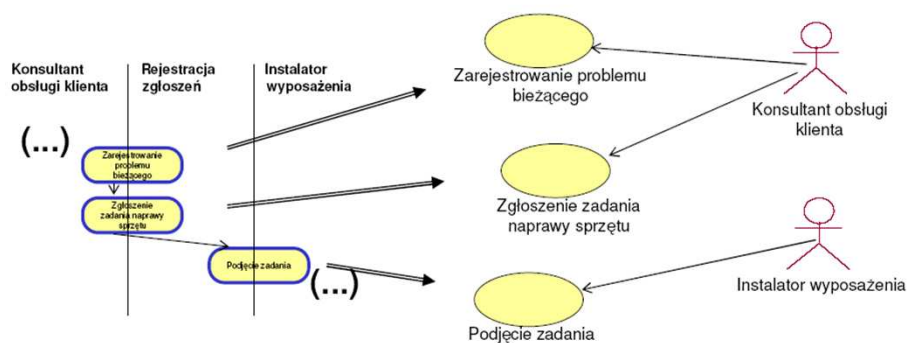 Konsultant
obsługi klienta
Rejestracja
zgłoszeń
Instalator
wyposażenia
(...)
Zarejestrowanie
problemu
bieżącego
Zgłoszenie
zadania naprawy
sprzętu
Podjęcie zadania
(...)
Zarejestrowanie problemu
bieżącego
Zgłoszenie zadania
naprawy sprzętu
Podjęcie zadania
Konsultant obsługi
klienta
Instalator wyposażenia